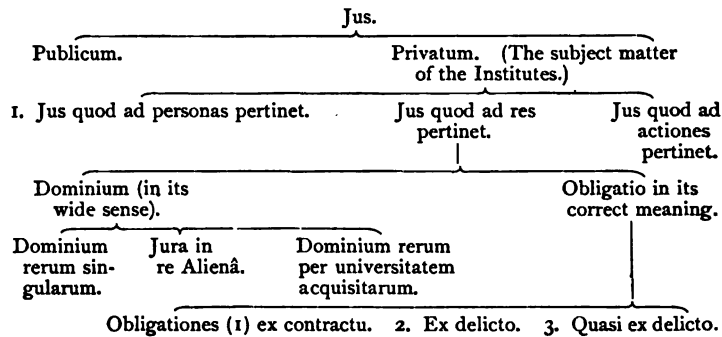 Jus.
Publicum. Privatum. (The subject matter
of the Institutes.)
1. Jus quod ad personas pertinet. Jus quod ad res Jus quod ad
pertinet. actiones
pertinet.
Dominium (in its Obligatio in its
wide sense). correct meaning.
Dominium Jura in Dominium rerum
rerum sin- re Alienâ. per universitatem
gularum. acquisitarum.
Obligationes (1) ex contractu. 2. Ex delicto. 3. Quasi ex delicto.